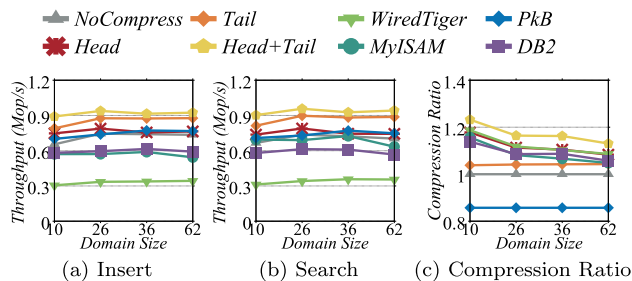 NoCompress Tail WiredTiger PkB
Head Head+Tail MyISAM DB2
Throughput (Mop/s)
1.2
0.9
0.6
0.3
0
10 26 36 62
Domain Size
(a) Insert
Throughput (Mop/s)
1.2
0.9
0.6
0.3
0
10 26 36 62
Domain Size
(b) Search
Compression Ratio
1.4
1.2
1
0.8
10 26 36 62
Domain Size
(c) Compression Ratio